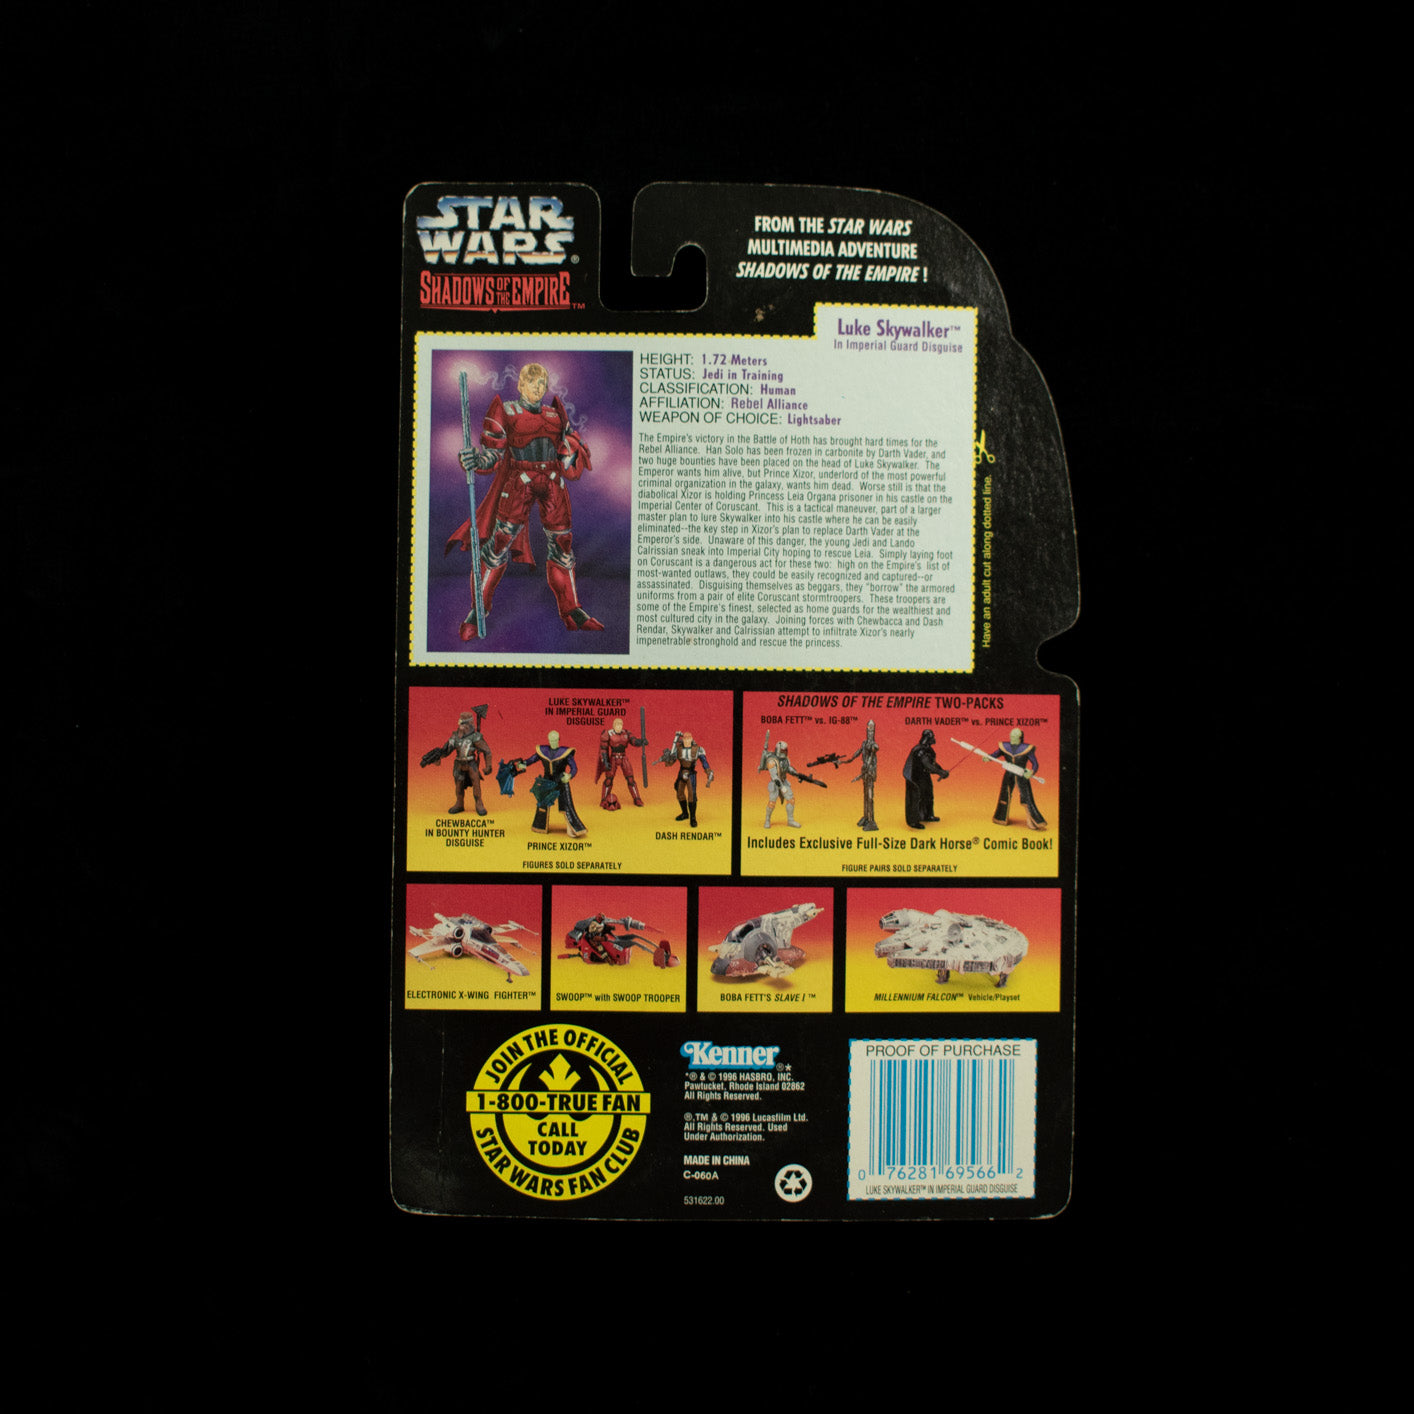 STAR
WARS®
SHADOWS OF THE EMPIRE™
FROM THE STAR WARS
MULTIMEDIA ADVENTURE
SHADOWS OF THE EMPIRE!
Luke Skywalker™
In Imperial Guard Disguise
HEIGHT: 1.72 Meters
STATUS: Jedi in Training
CLASSIFICATION: Human
AFFILIATION: Rebel Alliance
WEAPON OF CHOICE: Lightsaber
The Empire's victory in the Battle of Hoth has brought hard times for the
Rebel Alliance. Han Solo has been frozen in carbonite by Darth Vader, and
two huge bounties have been placed on the head of Luke Skywalker. The
Emperor wants him alive, but Prince Xizor, underlord of the most powerful
criminal organization in the galaxy, wants him dead. Worse still is that the
diabolical Xizor is holding Princess Leia Organa prisoner in his castle on the
Imperial Center of Coruscant. This is a tactical maneuver, part of a larger
master plan to lure Skywalker into his castle where he can be easily
eliminated--the key step in Xizor's plan to replace Darth Vader at the
Emperor's side. Unaware of this danger, the young Jedi and Lando
Calrissian sneak into Imperial City hoping to rescue Leia. Simply laying foot
on Coruscant is a dangerous act for these two: high on the Empire's list of
most-wanted outlaws, they could be easily recognized and captured--or
assassinated. Disguising themselves as beggars, they "borrow" the armored
uniforms from a pair of elite Coruscant stormtroopers. These troopers are
some of the Empire's finest, selected as home guards for the wealthiest and
most cultured city in the galaxy. Joining forces with Chewbacca and Dash
Rendar, Skywalker and Calrissian attempt to infiltrate Xizor's nearly
impenetrable stronghold and rescue the princess.
Have an adult cut along dotted line.
LUKE SKYWALKER™
IN IMPERIAL GUARD
DISGUISE
CHEWBACCA™
IN BOUNTY HUNTER
DISGUISE
PRINCE XIZOR™
DASH RENDAR™
FIGURES SOLD SEPARATELY
SHADOWS OF THE EMPIRE TWO-PACKS
BOBA FETT™ vs. IG-88™
DARTH VADER™ vs. PRINCE XIZOR™
Includes Exclusive Full-Size Dark Horse® Comic Book!
FIGURE PAIRS SOLD SEPARATELY
ELECTRONIC X-WING FIGHTER™
SWOOP™ with SWOOP TROOPER
BOBA FETT'S SLAVE I™
MILLENNIUM FALCON™ Vehicle/Playset
JOIN THE OFFICIAL
1-800-TRUE FAN
CALL
TODAY
STAR WARS FAN CLUB
Kenner®*
*® & © 1996 HASBRO, INC.
Pawtucket, Rhode Island 02862
All Rights Reserved.
®,TM & © 1996 Lucasfilm Ltd.
All Rights Reserved. Used
Under Authorization.
MADE IN CHINA
C-060A
531622.00
PROOF OF PURCHASE
0 76281 69566 2
LUKE SKYWALKER™ IN IMPERIAL GUARD DISGUISE